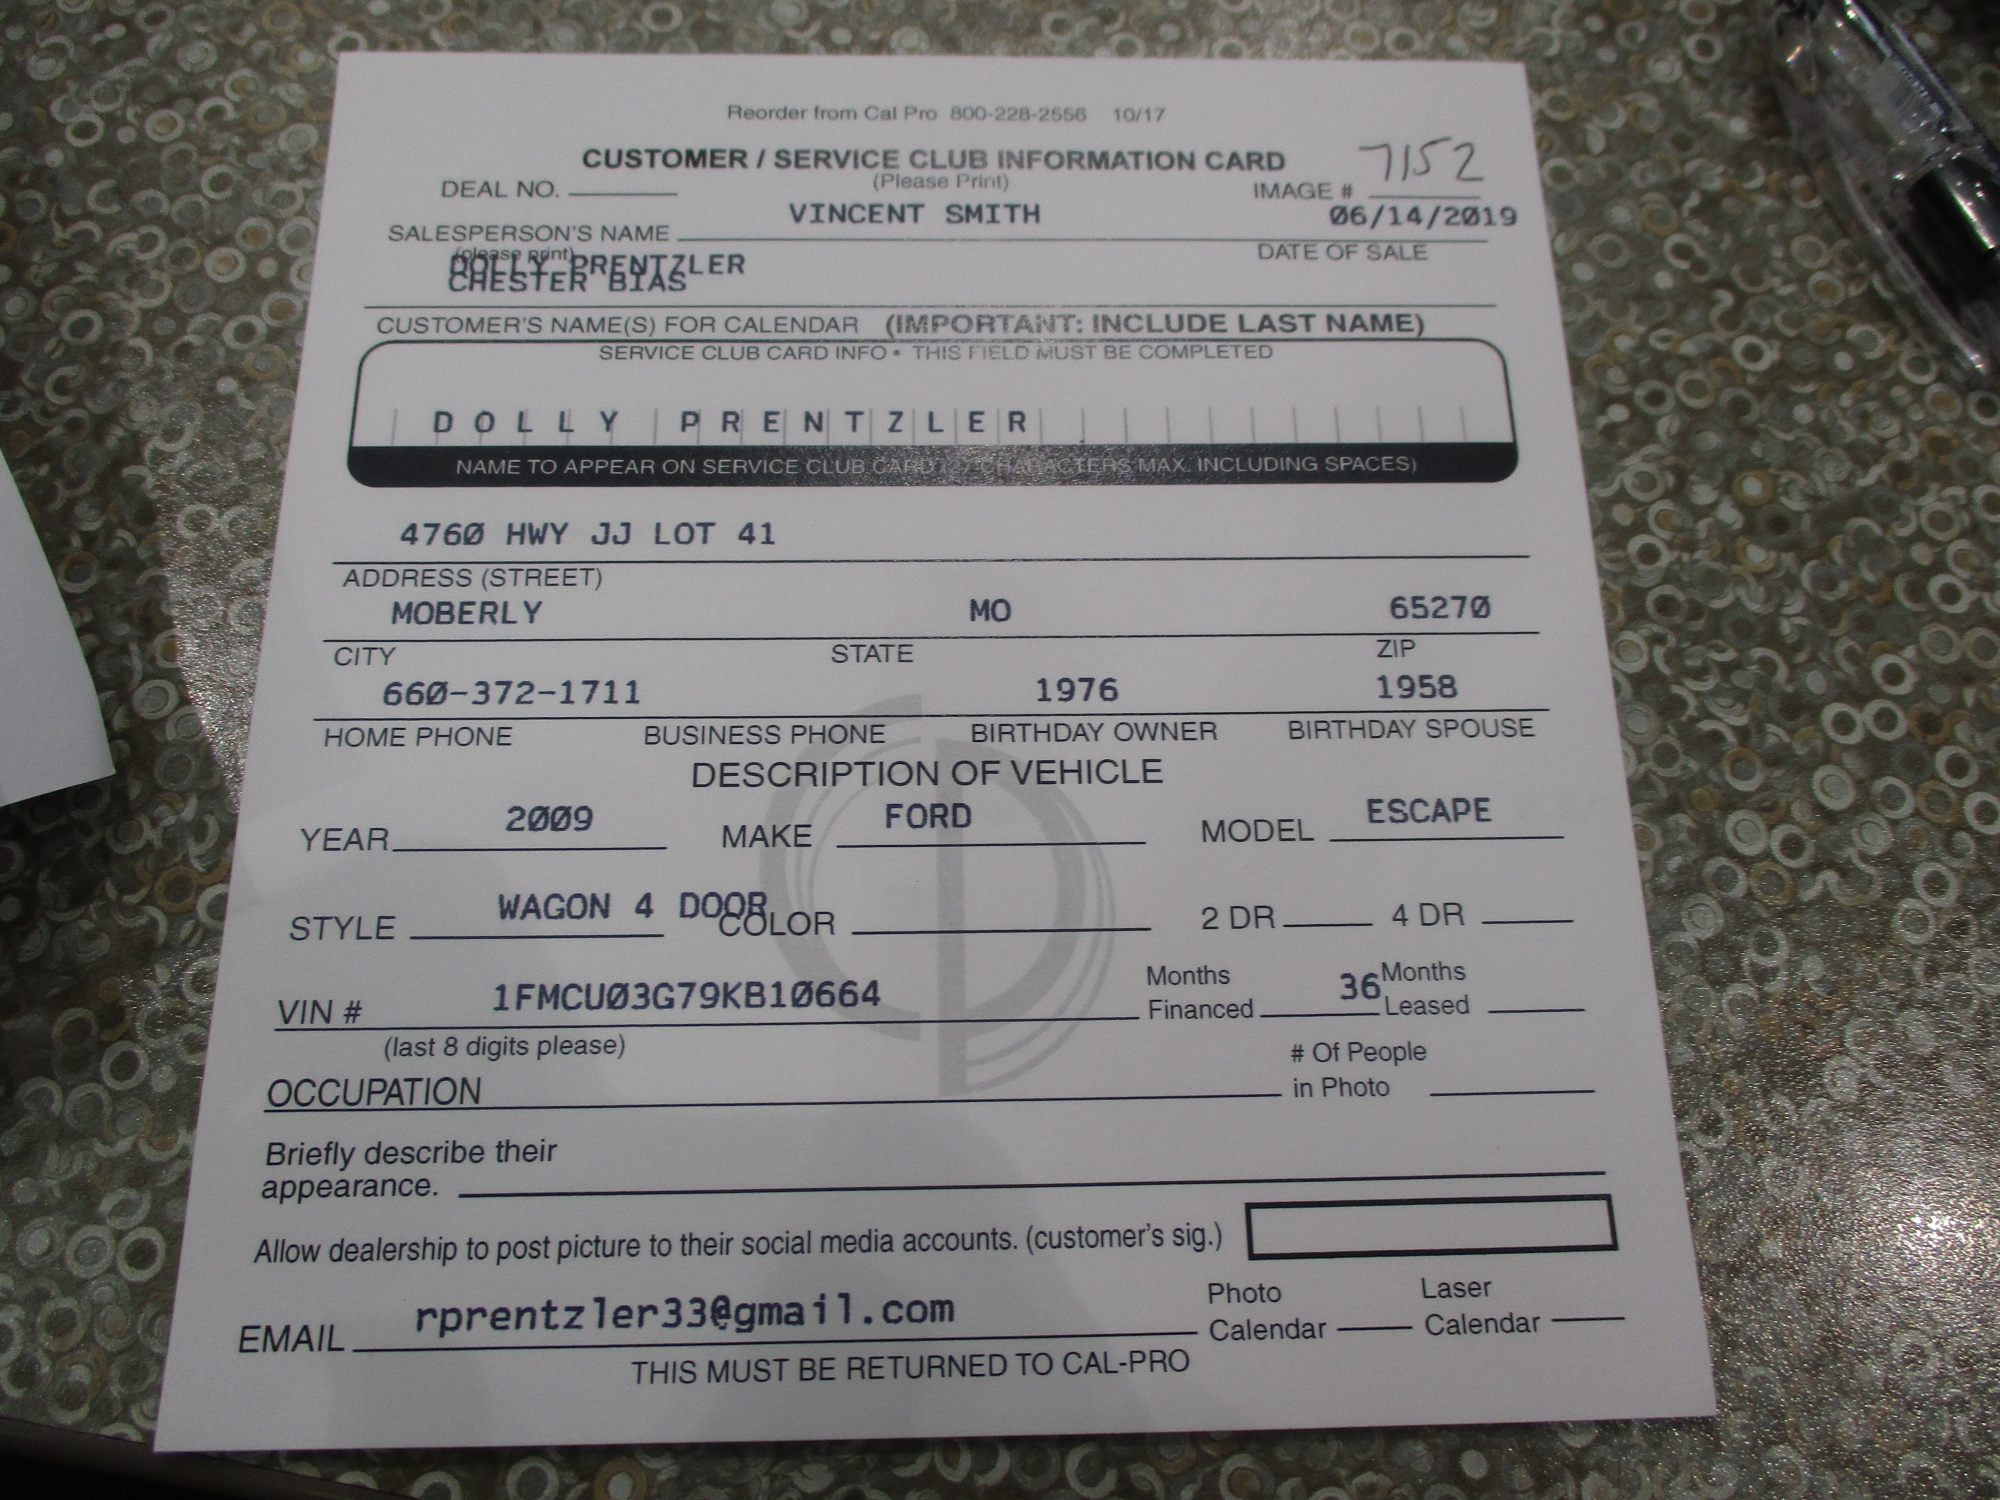 Reorder from Cal Pro 800-228-2556 10/17
CUSTOMER / SERVICE CLUB INFORMATION CARD 7152
DEAL NO. (Please Print) IMAGE #
VINCENT SMITH 06/14/2019
SALESPERSON'S NAME DATE OF SALE
(please print)
DOLLY PRENTZLER
CHESTER BIAS
CUSTOMER'S NAME(S) FOR CALENDAR (IMPORTANT: INCLUDE LAST NAME)
SERVICE CLUB CARD INFO • THIS FIELD MUST BE COMPLETED
DOLLY PRENTZLER
NAME TO APPEAR ON SERVICE CLUB CARD (27 CHARACTERS MAX. INCLUDING SPACES)
4760 HWY JJ LOT 41
ADDRESS (STREET)
MOBERLY MO 65270
CITY STATE ZIP
660-372-1711 1976 1958
HOME PHONE BUSINESS PHONE BIRTHDAY OWNER BIRTHDAY SPOUSE
DESCRIPTION OF VEHICLE
YEAR 2009 MAKE FORD MODEL ESCAPE
STYLE WAGON 4 DOOR COLOR 2 DR 4 DR
VIN # 1FMCU03G79KB10664 Months Financed 36 Months Leased
(last 8 digits please)
OCCUPATION # Of People in Photo
Briefly describe their
appearance.
Allow dealership to post picture to their social media accounts. (customer's sig.)
EMAIL rprentzler33@gmail.com Photo Calendar Laser Calendar
THIS MUST BE RETURNED TO CAL-PRO